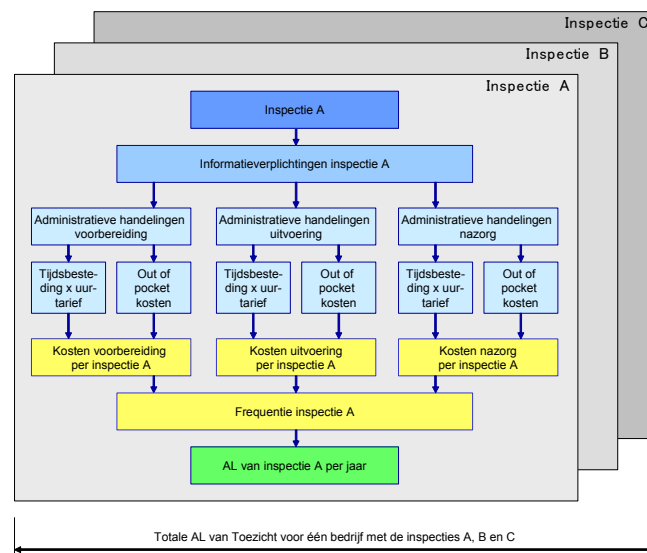 Inspectie C
Inspectie B
Inspectie A
Inspectie A
Informatieverplichtingen inspectie A
Administratieve handelingen
voorbereiding
Administratieve handelingen
uitvoering
Administratieve handelingen
nazorg
Tijdsbeste-
ding x uur-
tarief
Out of
pocket
kosten
Tijdsbeste-
ding x uur-
tarief
Out of
pocket
kosten
Tijdsbeste-
ding x uur-
tarief
Out of
pocket
kosten
Kosten voorbereiding
per inspectie A
Kosten uitvoering
per inspectie A
Kosten nazorg
per inspectie A
Frequentie inspectie A
AL van inspectie A per jaar
Totale AL van Toezicht voor één bedrijf met de inspecties A, B en C